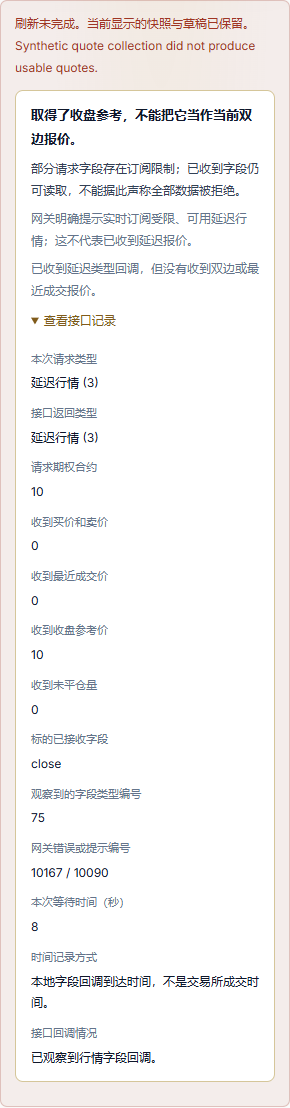 刷新未完成。当前显示的快照与草稿已保留。
Synthetic quote collection did not produce
usable quotes.
取得了收盘参考，不能把它当作当前双
边报价。
部分请求字段存在订阅限制；已收到字段仍
可读取，不能据此声称全部数据被拒绝。
网关明确提示实时订阅受限、可用延迟行
情；这不代表已收到延迟报价。
已收到延迟类型回调，但没有收到双边或最
近成交报价。
▼ 查看接口记录
本次请求类型
延迟行情 (3)
接口返回类型
延迟行情 (3)
请求期权合约
10
收到买价和卖价
0
收到最近成交价
0
收到收盘参考价
10
收到未平仓量
0
标的已接收字段
close
观察到的字段类型编号
75
网关错误或提示编号
10167 / 10090
本次等待时间（秒）
8
时间记录方式
本地字段回调到达时间，不是交易所成交时
间。
接口回调情况
已观察到行情字段回调。